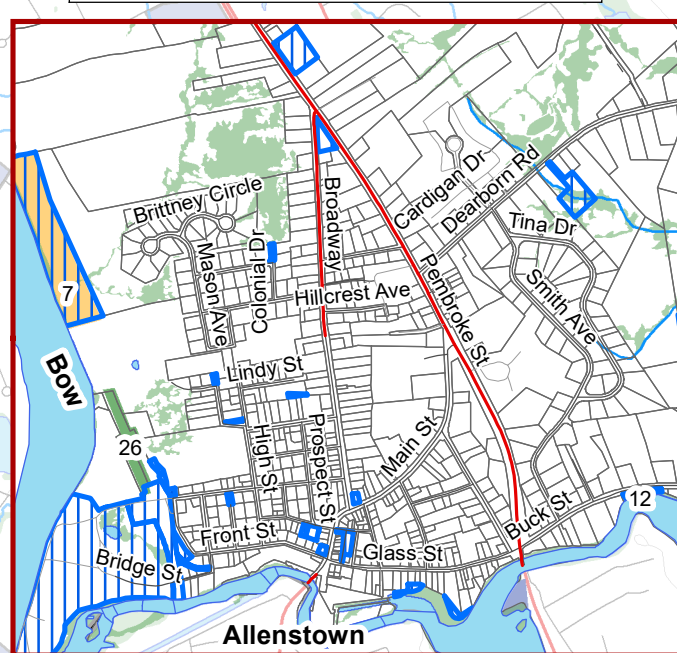 Brittney Circle
Broadway
Cardigan Dr
Dearborn Rd
Tina Dr
Mason Ave
Colonial Dr
Hillcrest Ave
Pembroke St
Smith Ave
7
Bow
Lindy St
26
High St
Prospect St
Main St
Front St
Glass St
Buck St
12
Bridge St
Allenstown